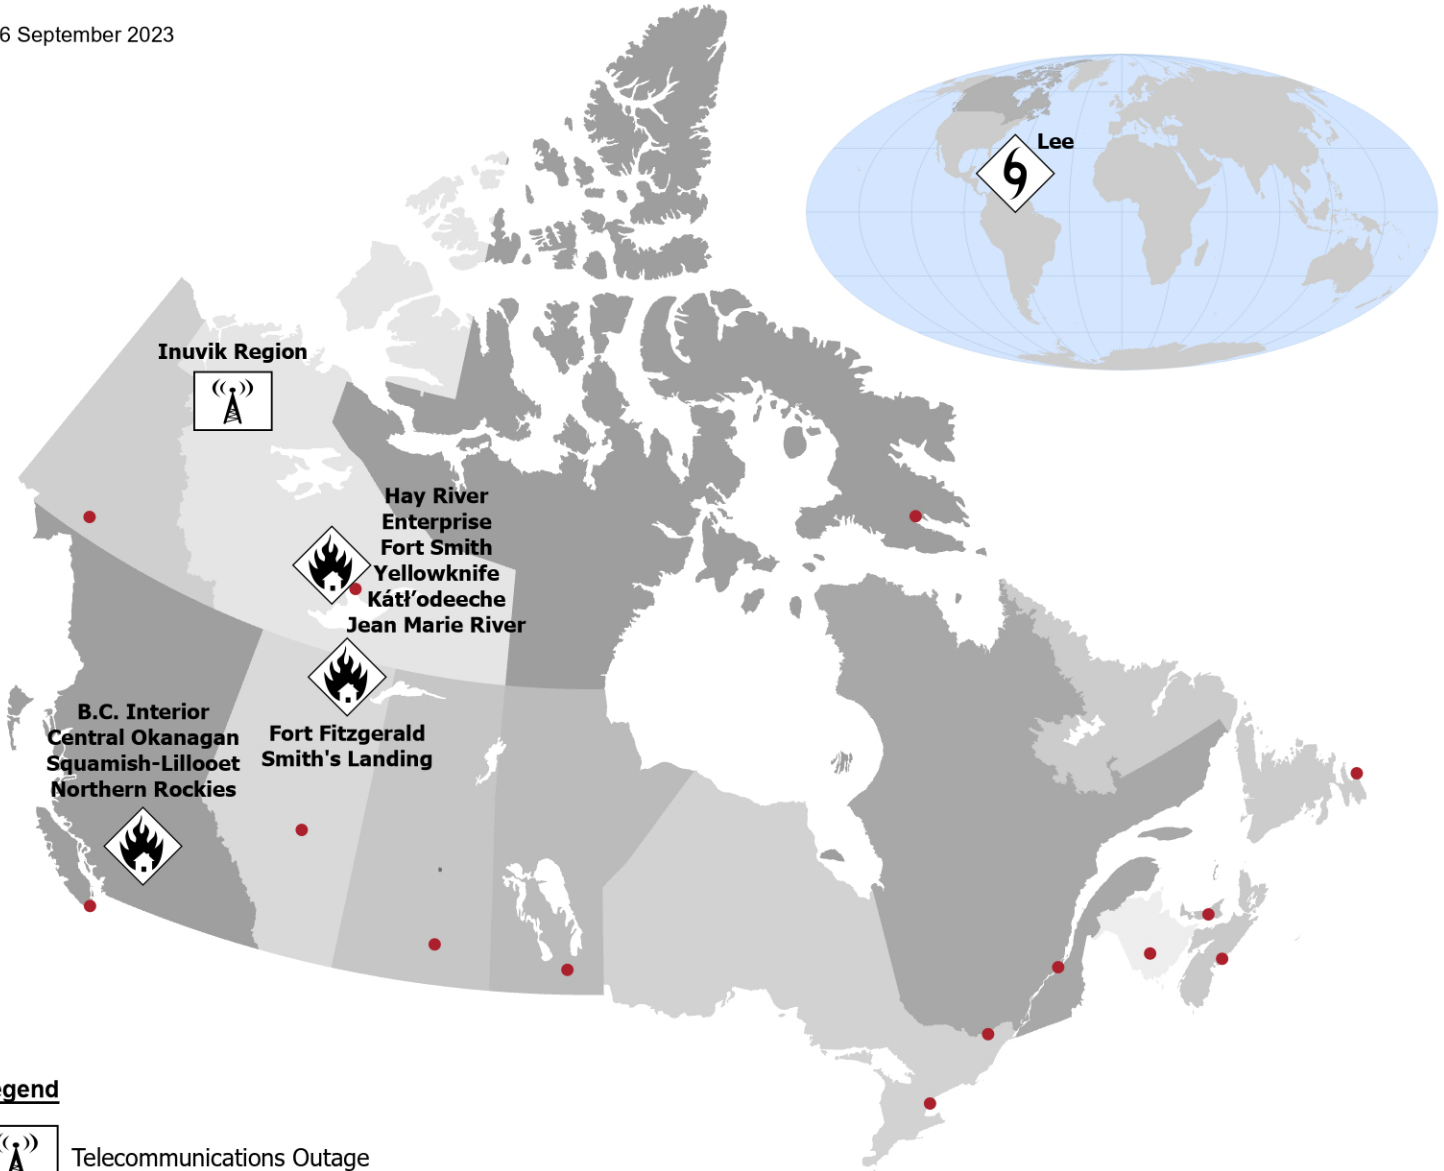 6 September 2023
Lee
Inuvik Region
Hay River
Enterprise
Fort Smith
Yellowknife
Kátł’odeeche
Jean Marie River
B.C. Interior
Central Okanagan
Squamish-Lillooet
Northern Rockies
Fort Fitzgerald
Smith's Landing
egend
Telecommunications Outage